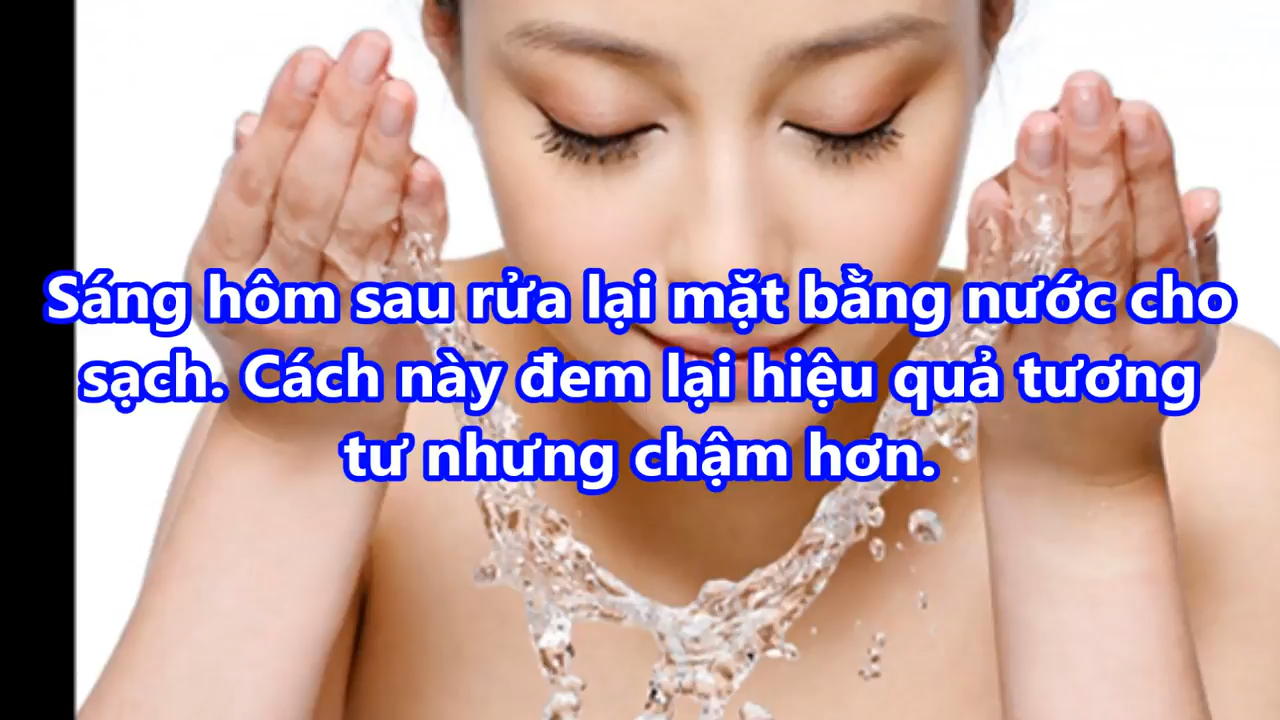 Sáng hôm sau rửa lại mặt bằng nước cho
sạch. Cách này đem lại hiệu quả tương
tư nhưng chậm hơn.